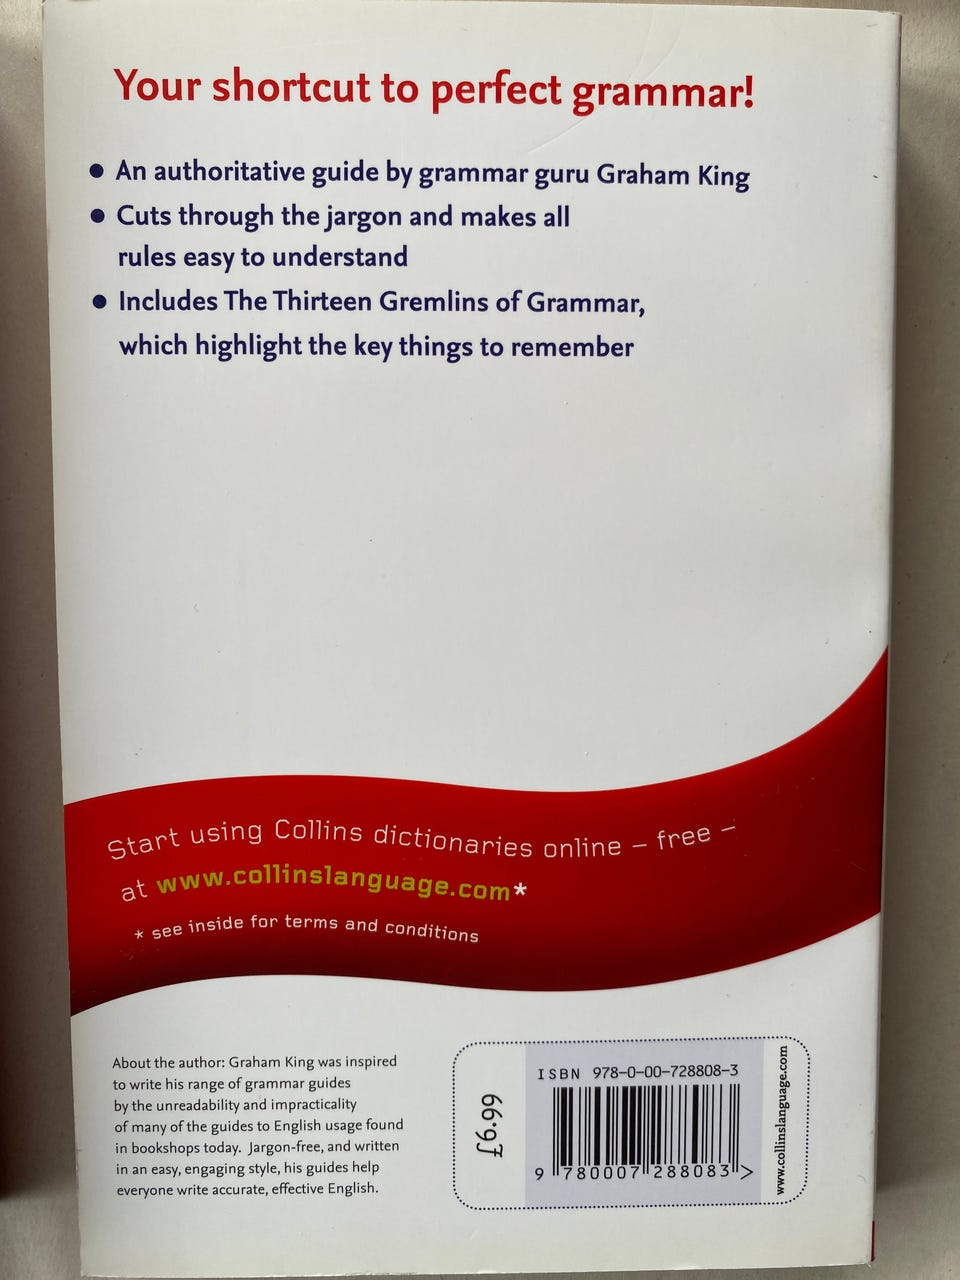 Your shortcut to perfect grammar!
• An authoritative guide by grammar guru Graham King
• Cuts through the jargon and makes all
rules easy to understand
• Includes The Thirteen Gremlins of Grammar,
which highlight the key things to remember
Start using Collins dictionaries online – free –
at www.collinslanguage.com*
* see inside for terms and conditions
About the author: Graham King was inspired
to write his range of grammar guides
by the unreadability and impracticality
of many of the guides to English usage found
in bookshops today. Jargon-free, and written
in an easy, engaging style, his guides help
everyone write accurate, effective English.
£6.99
ISBN 978-0-00-728808-3
9 780007 288083 >
www.collinslanguage.com